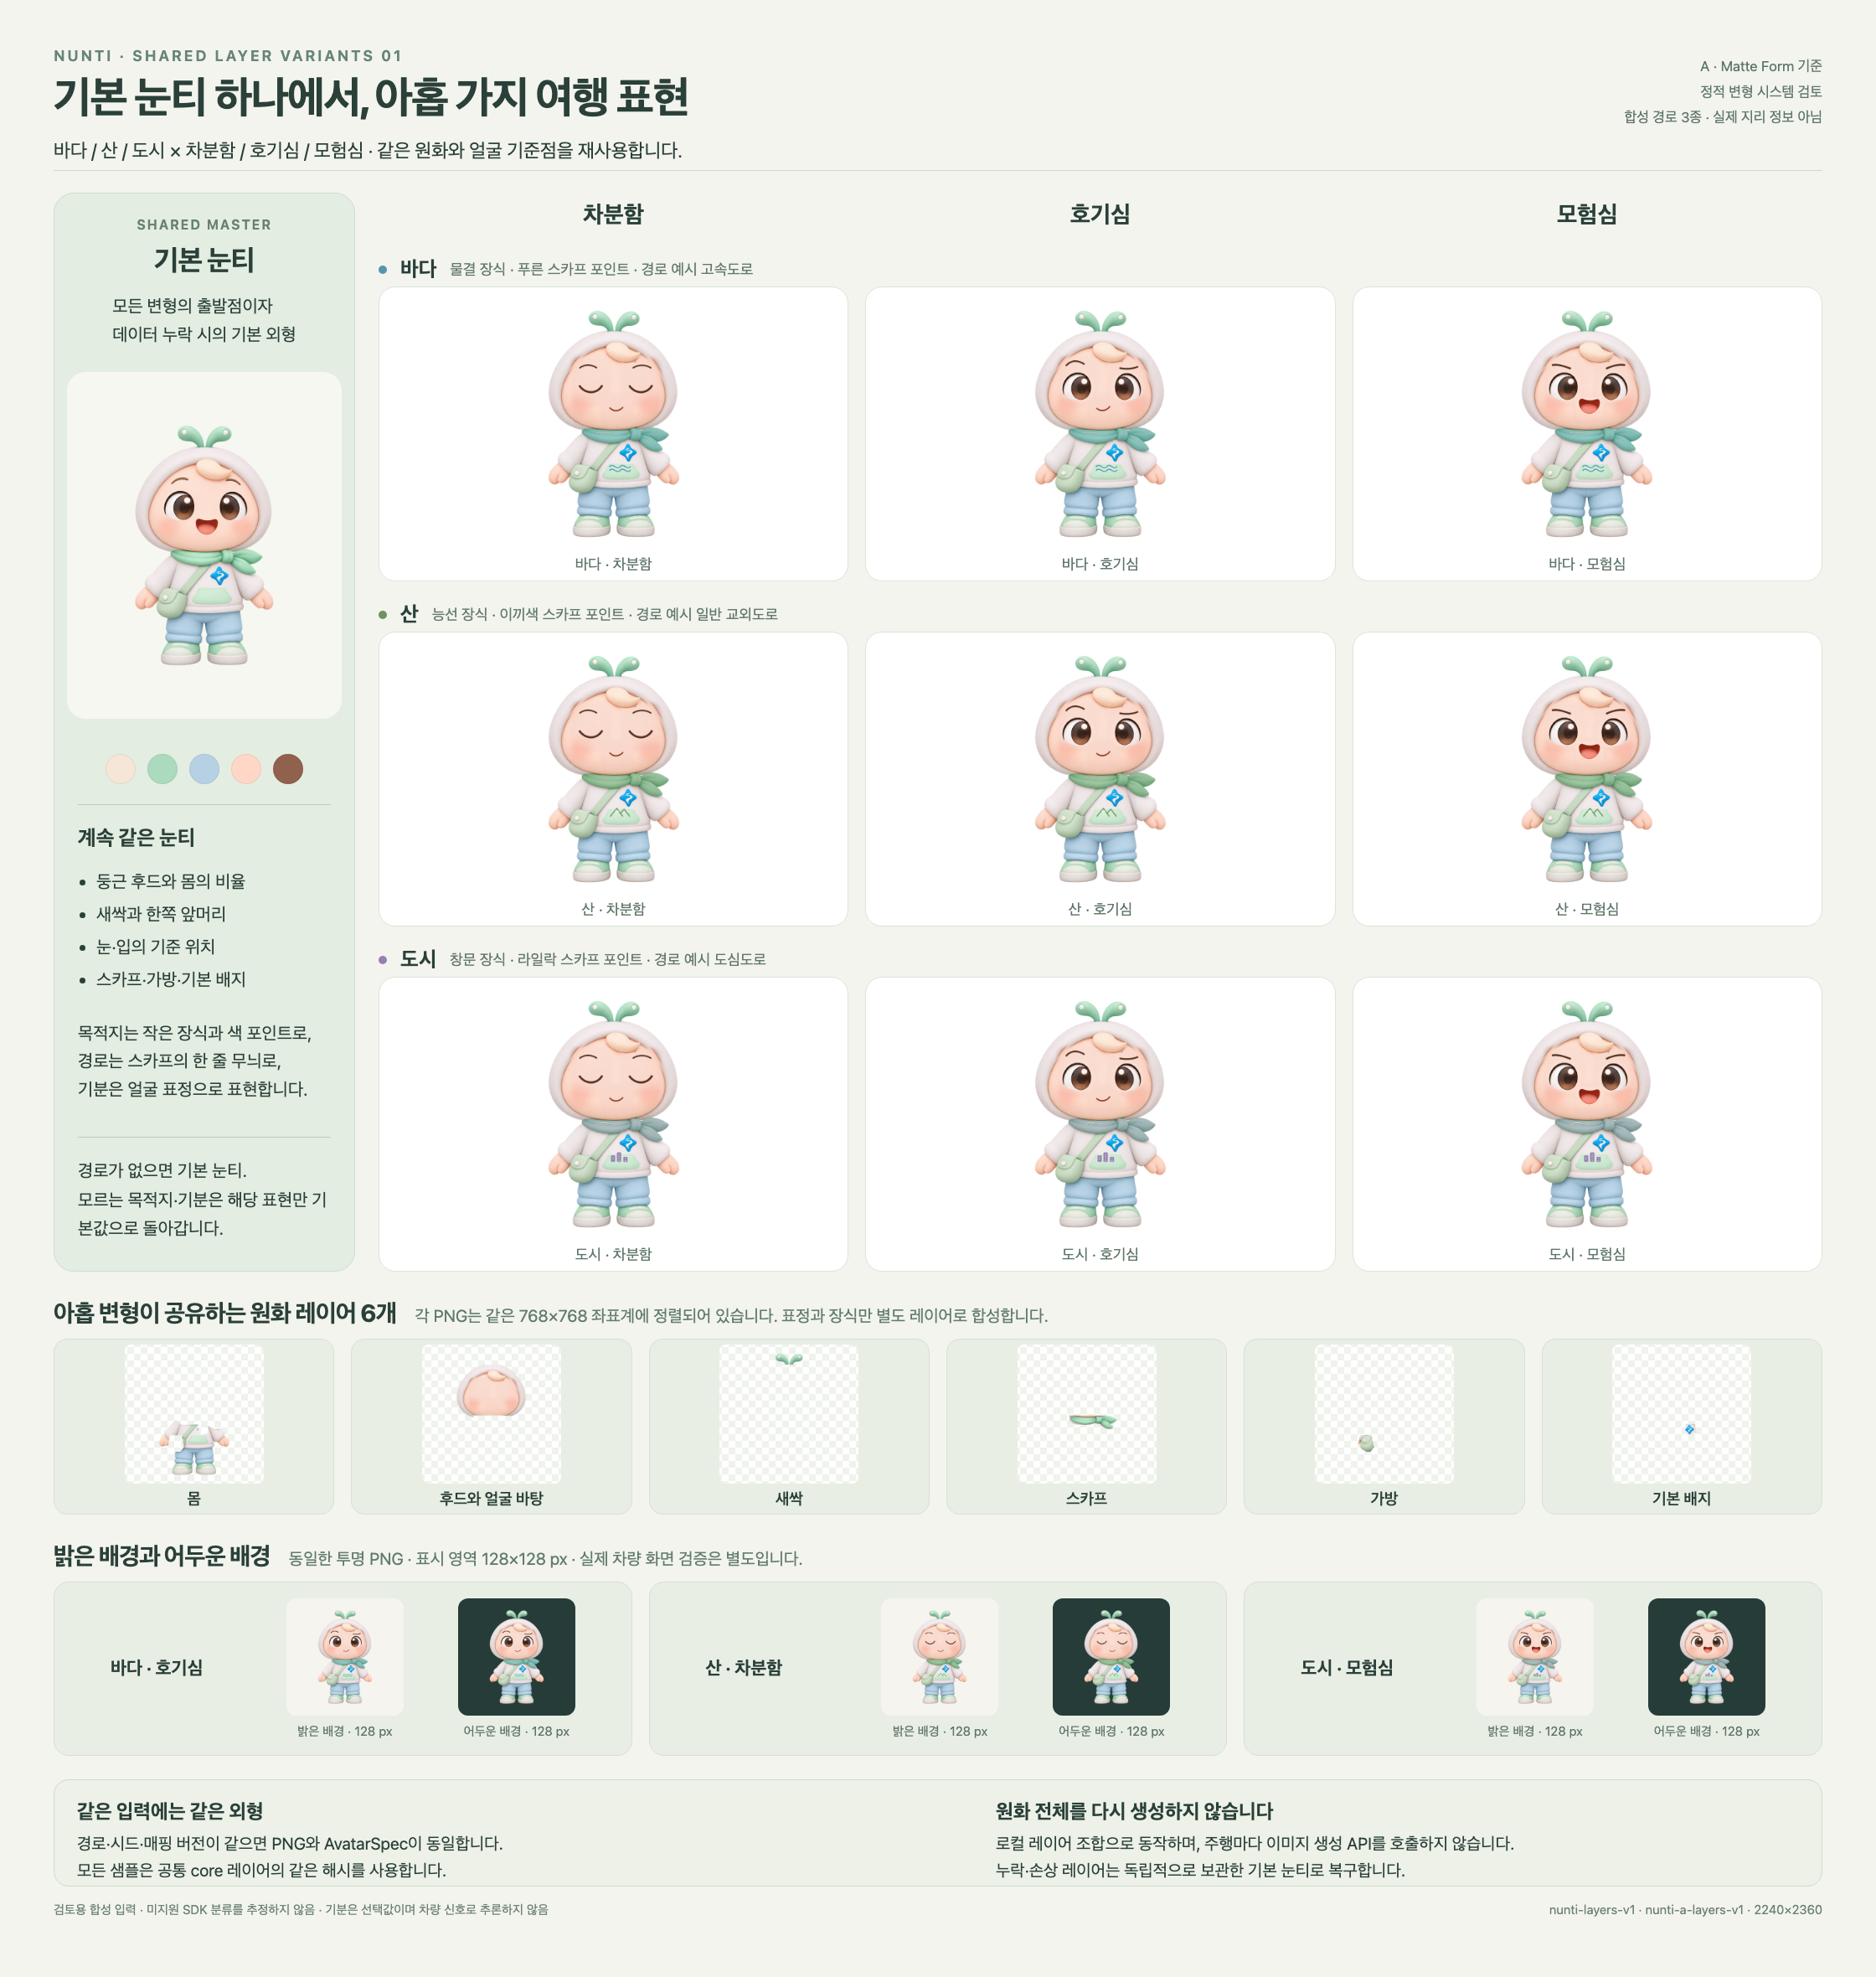 NUNTI · SHARED LAYER VARIANTS 01
기본 눈티 하나에서, 아홉 가지 여행 표현
바다 / 산 / 도시 × 차분함 / 호기심 / 모험심 · 같은 원화와 얼굴 기준점을 재사용합니다.
A · Matte Form 기준
정적 변형 시스템 검토
합성 경로 3종 · 실제 지리 정보 아님
SHARED MASTER
기본 눈티
모든 변형의 출발점이자
데이터 누락 시의 기본 외형
계속 같은 눈티
• 둥근 후드와 몸의 비율
• 새싹과 한쪽 앞머리
• 눈·입의 기준 위치
• 스카프·가방·기본 배지
목적지는 작은 장식과 색 포인트로,
경로는 스카프의 한 줄 무늬로,
기분은 얼굴 표정으로 표현합니다.
경로가 없으면 기본 눈티.
모르는 목적지·기분은 해당 표현만 기
본값으로 돌아갑니다.
차분함
호기심
모험심
바다 물결 장식 · 푸른 스카프 포인트 · 경로 예시 고속도로
바다 · 차분함
바다 · 호기심
바다 · 모험심
산 능선 장식 · 이끼색 스카프 포인트 · 경로 예시 일반 교외도로
산 · 차분함
산 · 호기심
산 · 모험심
도시 창문 장식 · 라일락 스카프 포인트 · 경로 예시 도심도로
도시 · 차분함
도시 · 호기심
도시 · 모험심
아홉 변형이 공유하는 원화 레이어 6개 각 PNG는 같은 768×768 좌표계에 정렬되어 있습니다. 표정과 장식만 별도 레이어로 합성합니다.
몸
후드와 얼굴 바탕
새싹
스카프
가방
기본 배지
밝은 배경과 어두운 배경 동일한 투명 PNG · 표시 영역 128×128 px · 실제 차량 화면 검증은 별도입니다.
바다 · 호기심
밝은 배경 · 128 px
어두운 배경 · 128 px
산 · 차분함
밝은 배경 · 128 px
어두운 배경 · 128 px
도시 · 모험심
밝은 배경 · 128 px
어두운 배경 · 128 px
같은 입력에는 같은 외형
경로·시드·매핑 버전이 같으면 PNG와 AvatarSpec이 동일합니다.
모든 샘플은 공통 core 레이어의 같은 해시를 사용합니다.
원화 전체를 다시 생성하지 않습니다
로컬 레이어 조합으로 동작하며, 주행마다 이미지 생성 API를 호출하지 않습니다.
누락·손상 레이어는 독립적으로 보관한 기본 눈티로 복구합니다.
검토용 합성 입력 · 미지원 SDK 분류를 추정하지 않음 · 기분은 선택값이며 차량 신호로 추론하지 않음
nunti-layers-v1 · nunti-a-layers-v1 · 2240×2360